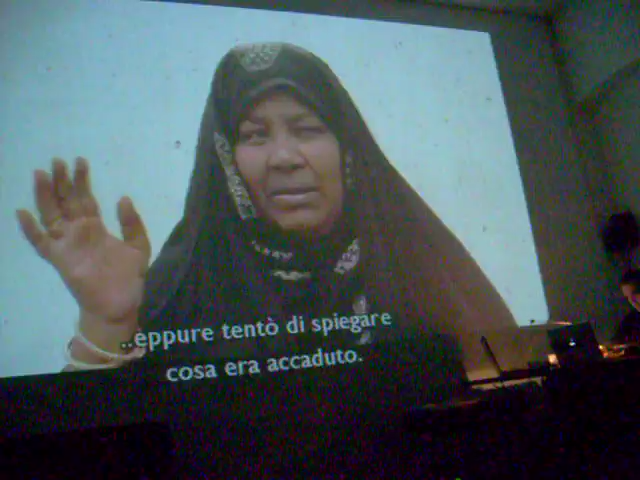 ..eppure tentò di spiegare
cosa era accaduto.